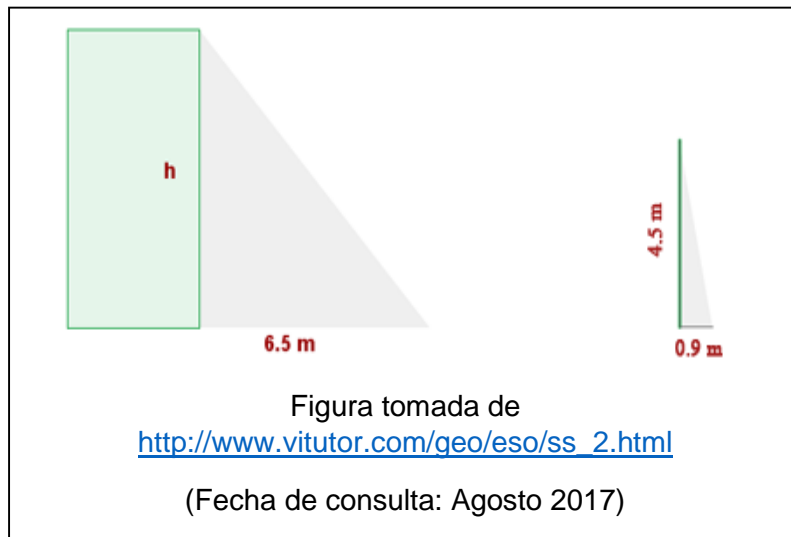 h
4.5 m
6.5 m
0.9 m
Figura tomada de
http://www.vitutor.com/geo/eso/ss_2.html
(Fecha de consulta: Agosto 2017)